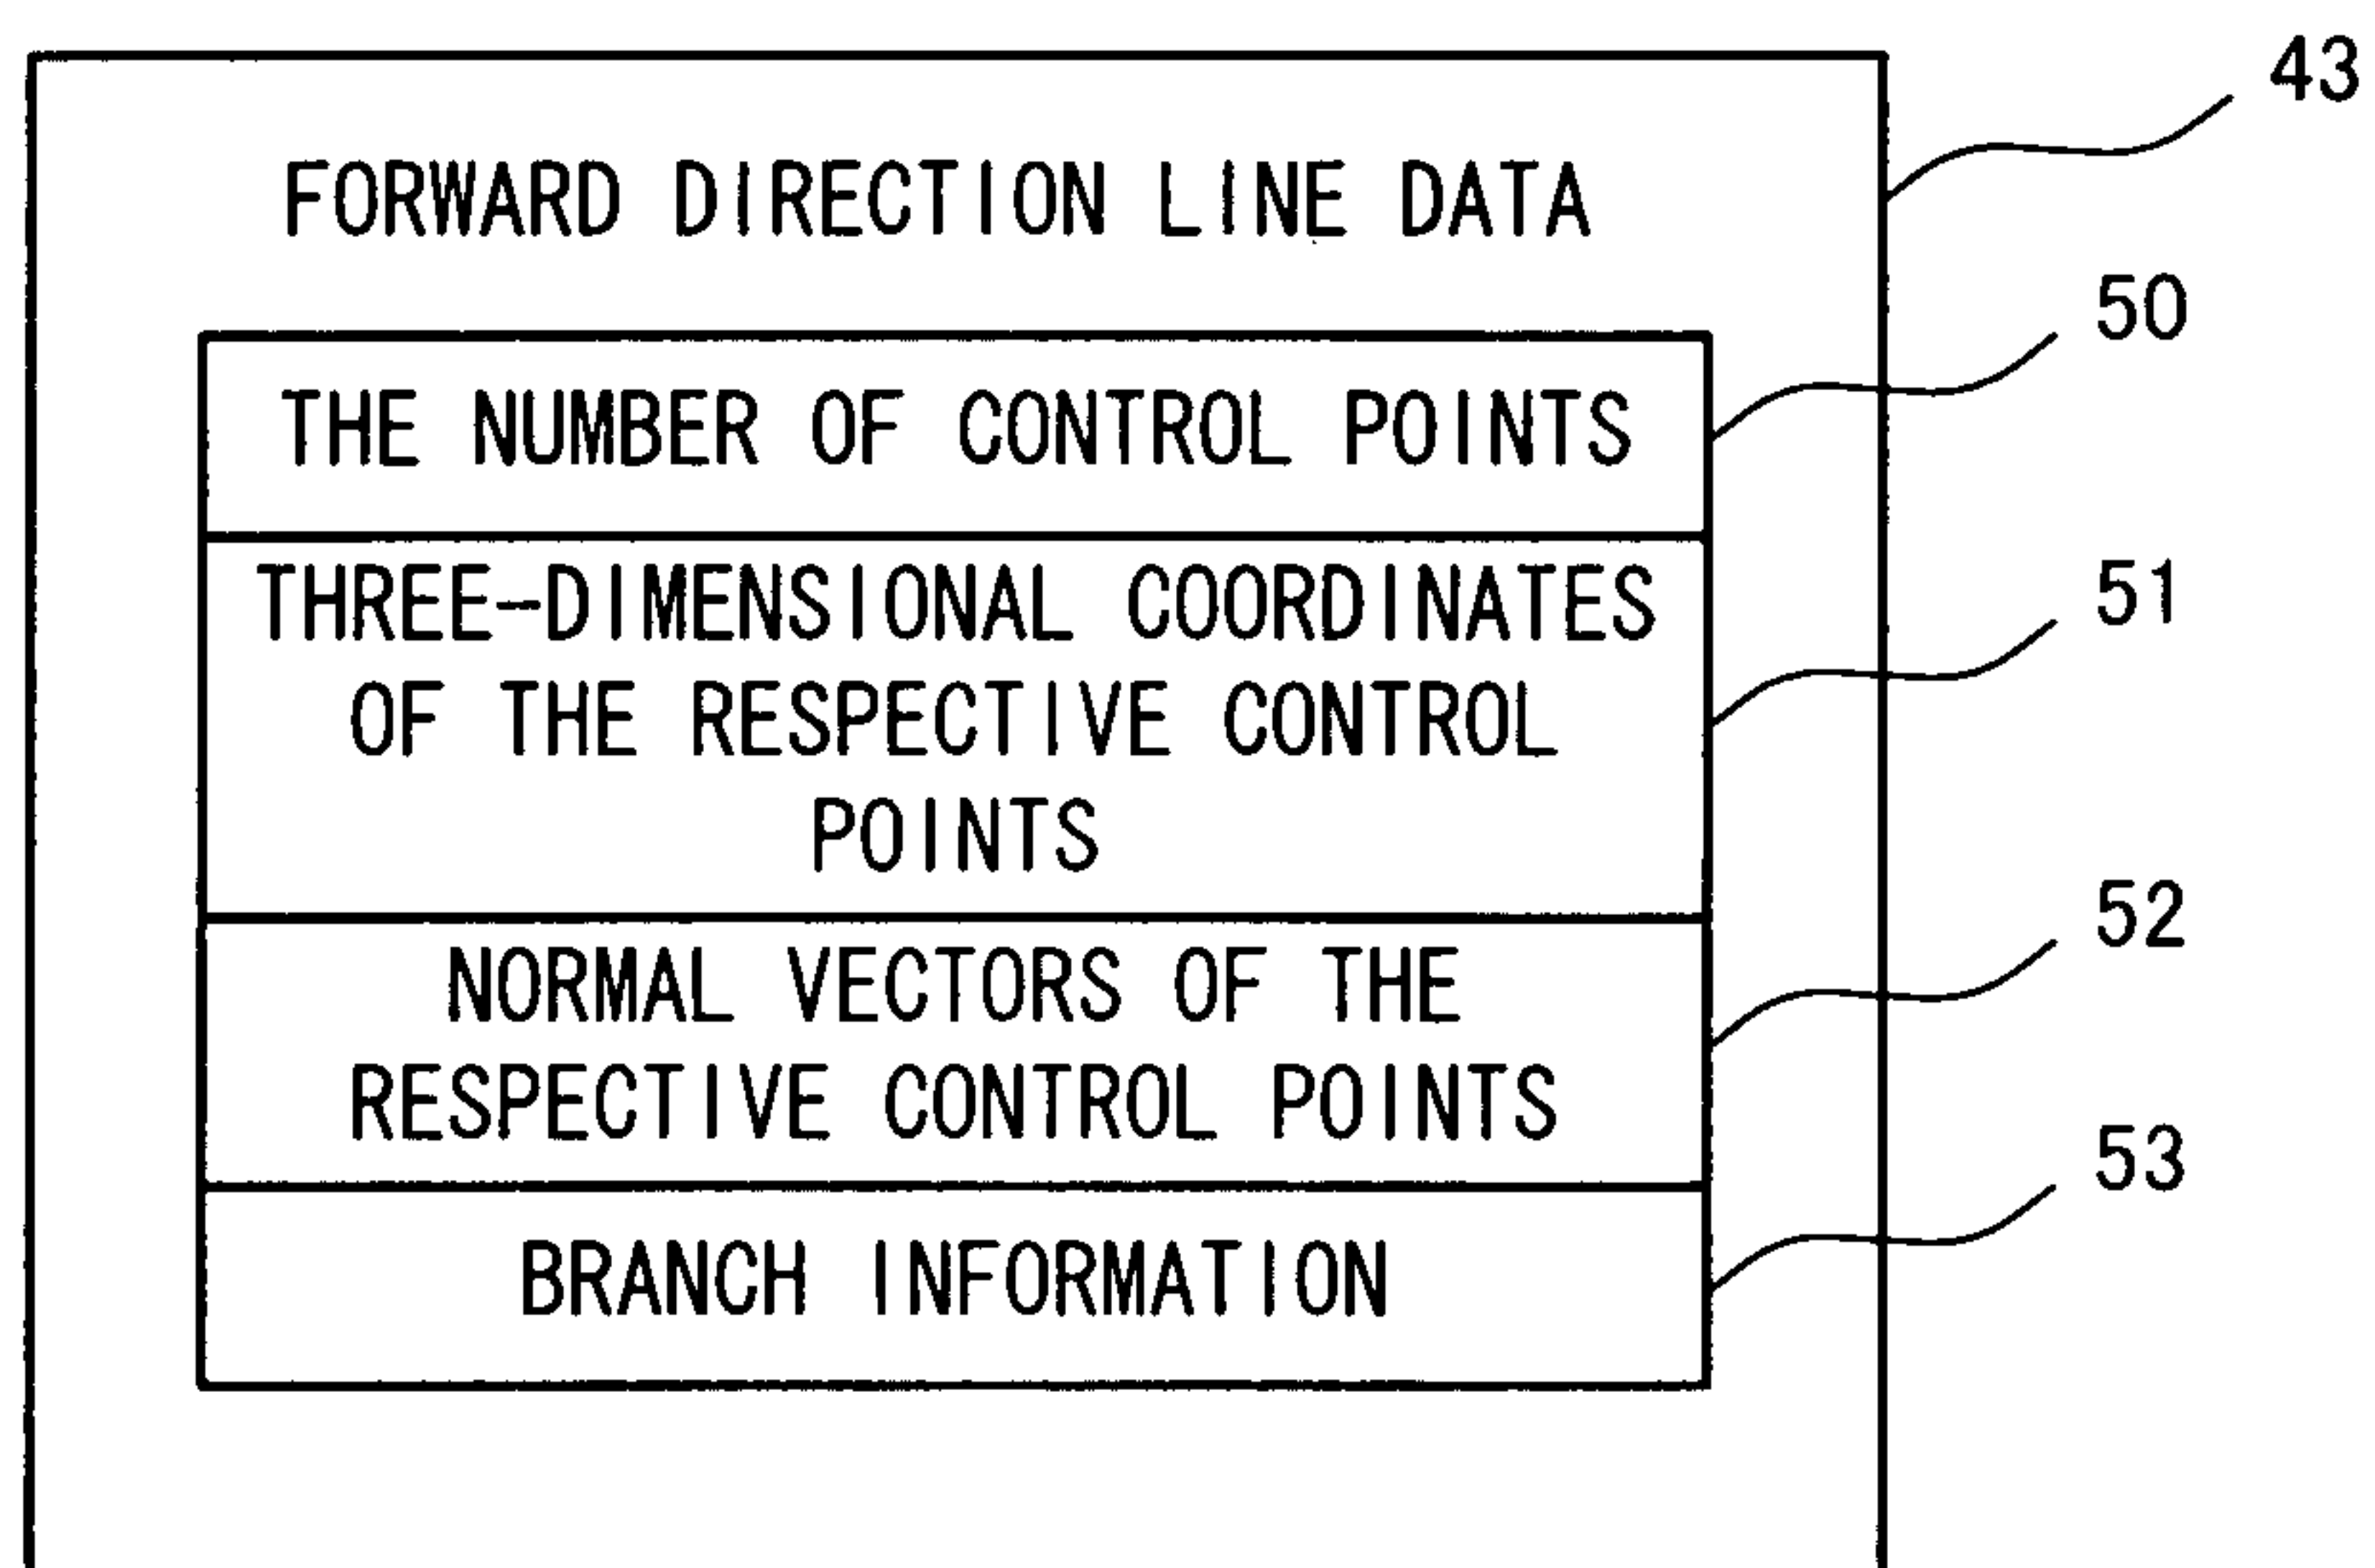 43
FORWARD DIRECTION LINE DATA
50
THE NUMBER OF CONTROL POINTS
51
THREE-DIMENSIONAL COORDINATES
OF THE RESPECTIVE CONTROL
POINTS
52
NORMAL VECTORS OF THE
RESPECTIVE CONTROL POINTS
53
BRANCH INFORMATION